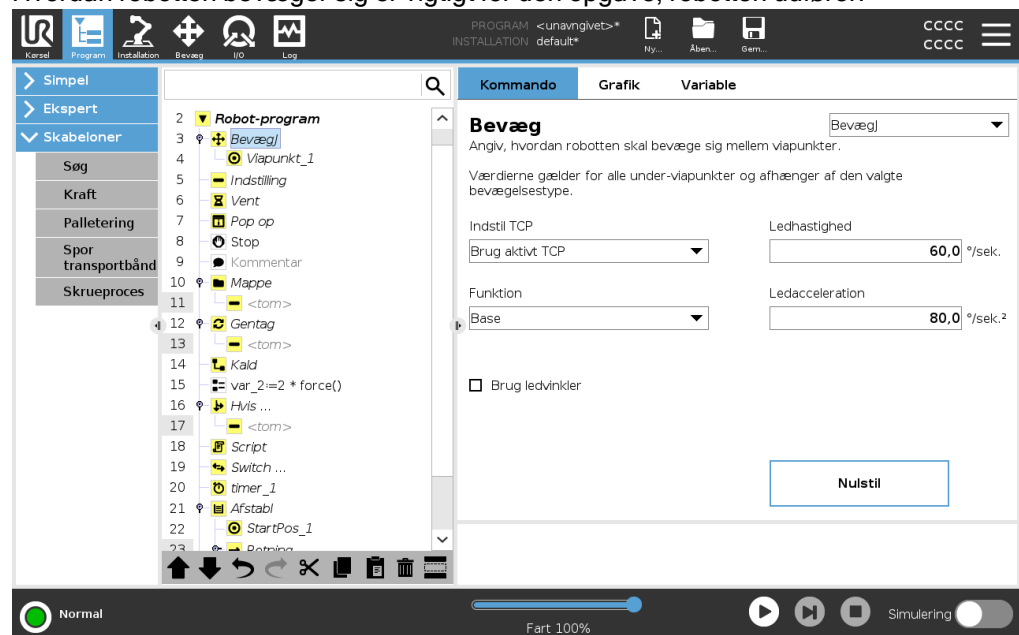 Hvordan robotten bevæger sig er vigtigt for den opgave, robotten udfører.
UR
Kørsel
Program
Installation
Bevæg
I/O
Log
PROGRAM <unavngivet>*
INSTALLATION default*
Ny...
Åben...
Gem...
CCCC
CCCC
Simpel
Ekspert
Skabeloner
Søg
Kraft
Palletering
Spor
transportbånd
Skrueproces
2 Robot-program
3 BevægJ
4 Viapunkt_1
5 Indstilling
6 Vent
7 Pop op
8 Stop
9 Kommentar
10 Mappe
11 <tom>
12 Gentag
13 <tom>
14 Kald
15 var_2:=2 * force()
16 Hvis ...
17 <tom>
18 Script
19 Switch ...
20 timer_1
21 Afstabl
22 StartPos_1
23 Retning
Kommando
Grafik
Variable
Bevæg
BevægJ
Angiv, hvordan robotten skal bevæge sig mellem viapunkter.
Værdierne gælder for alle under-viapunkter og afhænger af den valgte
bevægelsestype.
Indstil TCP
Ledhastighed
Brug aktivt TCP
60,0 °/sek.
Funktion
Ledacceleration
Base
80,0 °/sek.²
Brug ledvinkler
Nulstil
Normal
Fart 100%
Simulering